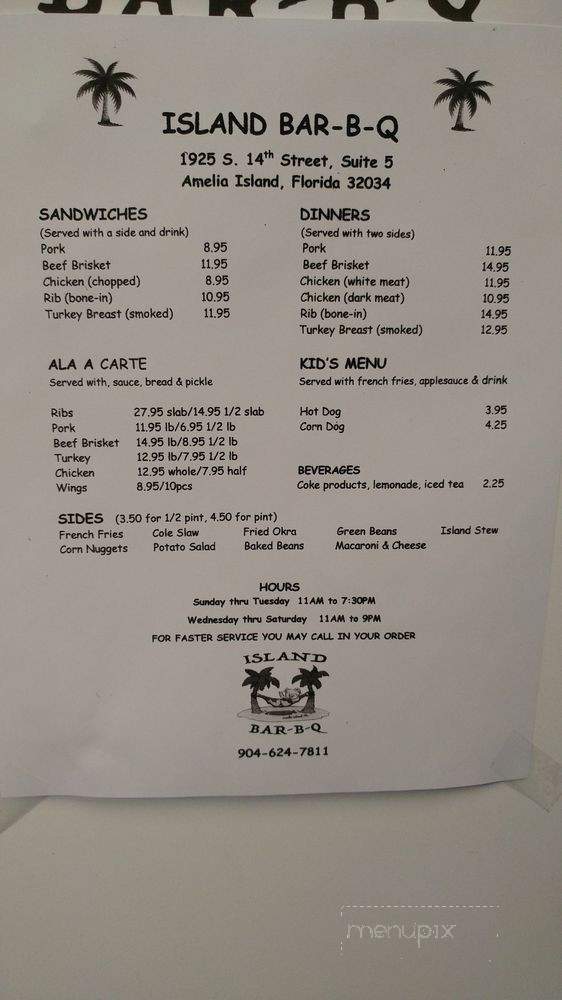 BAR-B-Q
ISLAND BAR-B-Q
1925 S. 14th Street, Suite 5
Amelia Island, Florida 32034
SANDWICHES
(Served with a side and drink)
Pork 8.95
Beef Brisket 11.95
Chicken (chopped) 8.95
Rib (bone-in) 10.95
Turkey Breast (smoked) 11.95
DINNERS
(Served with two sides)
Pork 11.95
Beef Brisket 14.95
Chicken (white meat) 11.95
Chicken (dark meat) 10.95
Rib (bone-in) 14.95
Turkey Breast (smoked) 12.95
ALA A CARTE
Served with, sauce, bread & pickle
Ribs 27.95 slab/14.95 1/2 slab
Pork 11.95 lb/6.95 1/2 lb
Beef Brisket 14.95 lb/8.95 1/2 lb
Turkey 12.95 lb/7.95 1/2 lb
Chicken 12.95 whole/7.95 half
Wings 8.95/10pcs
KID'S MENU
Served with french fries, applesauce & drink
Hot Dog 3.95
Corn Dog 4.25
BEVERAGES
Coke products, lemonade, iced tea 2.25
SIDES (3.50 for 1/2 pint, 4.50 for pint)
French Fries Cole Slaw Fried Okra Green Beans Island Stew
Corn Nuggets Potato Salad Baked Beans Macaroni & Cheese
HOURS
Sunday thru Tuesday 11AM to 7:30PM
Wednesday thru Saturday 11AM to 9PM
FOR FASTER SERVICE YOU MAY CALL IN YOUR ORDER
ISLAND
BAR-B-Q
904-624-7811
menupix